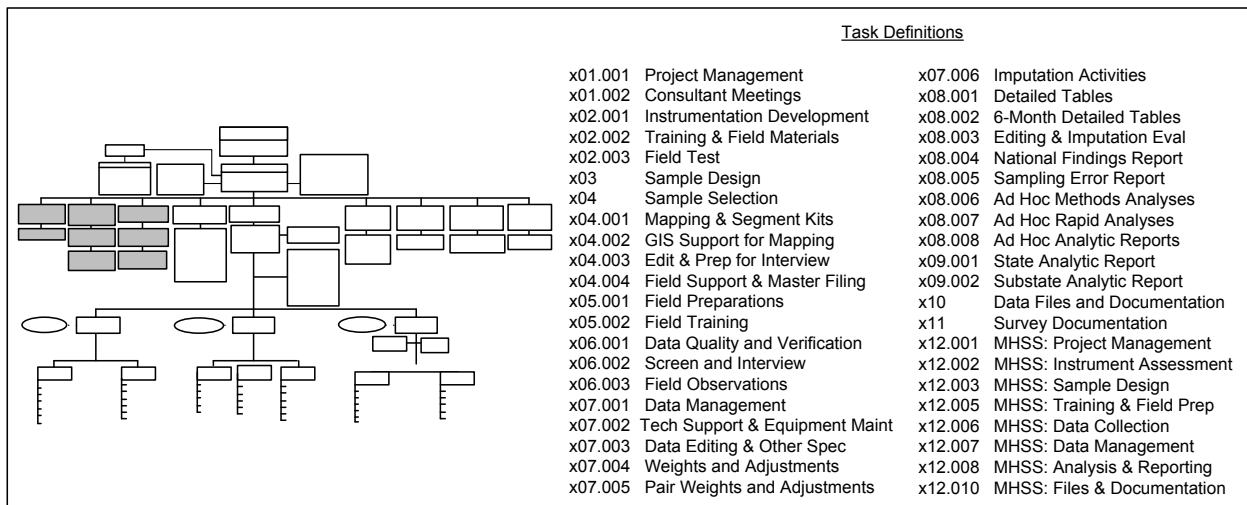 Task Definitions
x01.001 Project Management
x01.002 Consultant Meetings
x02.001 Instrumentation Development
x02.002 Training & Field Materials
x02.003 Field Test
x03 Sample Design
x04 Sample Selection
x04.001 Mapping & Segment Kits
x04.002 GIS Support for Mapping
x04.003 Edit & Prep for Interview
x04.004 Field Support & Master Filing
x05.001 Field Preparations
x05.002 Field Training
x06.001 Data Quality and Verification
x06.002 Screen and Interview
x06.003 Field Observations
x07.001 Data Management
x07.002 Tech Support & Equipment Maint
x07.003 Data Editing & Other Spec
x07.004 Weights and Adjustments
x07.005 Pair Weights and Adjustments
x07.006 Imputation Activities
x08.001 Detailed Tables
x08.002 6-Month Detailed Tables
x08.003 Editing & Imputation Eval
x08.004 National Findings Report
x08.005 Sampling Error Report
x08.006 Ad Hoc Methods Analyses
x08.007 Ad Hoc Rapid Analyses
x08.008 Ad Hoc Analytic Reports
x09.001 State Analytic Report
x09.002 Substate Analytic Report
x10 Data Files and Documentation
x11 Survey Documentation
x12.001 MHSS: Project Management
x12.002 MHSS: Instrument Assessment
x12.003 MHSS: Sample Design
x12.005 MHSS: Training & Field Prep
x12.006 MHSS: Data Collection
x12.007 MHSS: Data Management
x12.008 MHSS: Analysis & Reporting
x12.010 MHSS: Files & Documentation